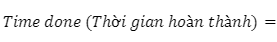 Time done (Thời gian hoàn thành) =